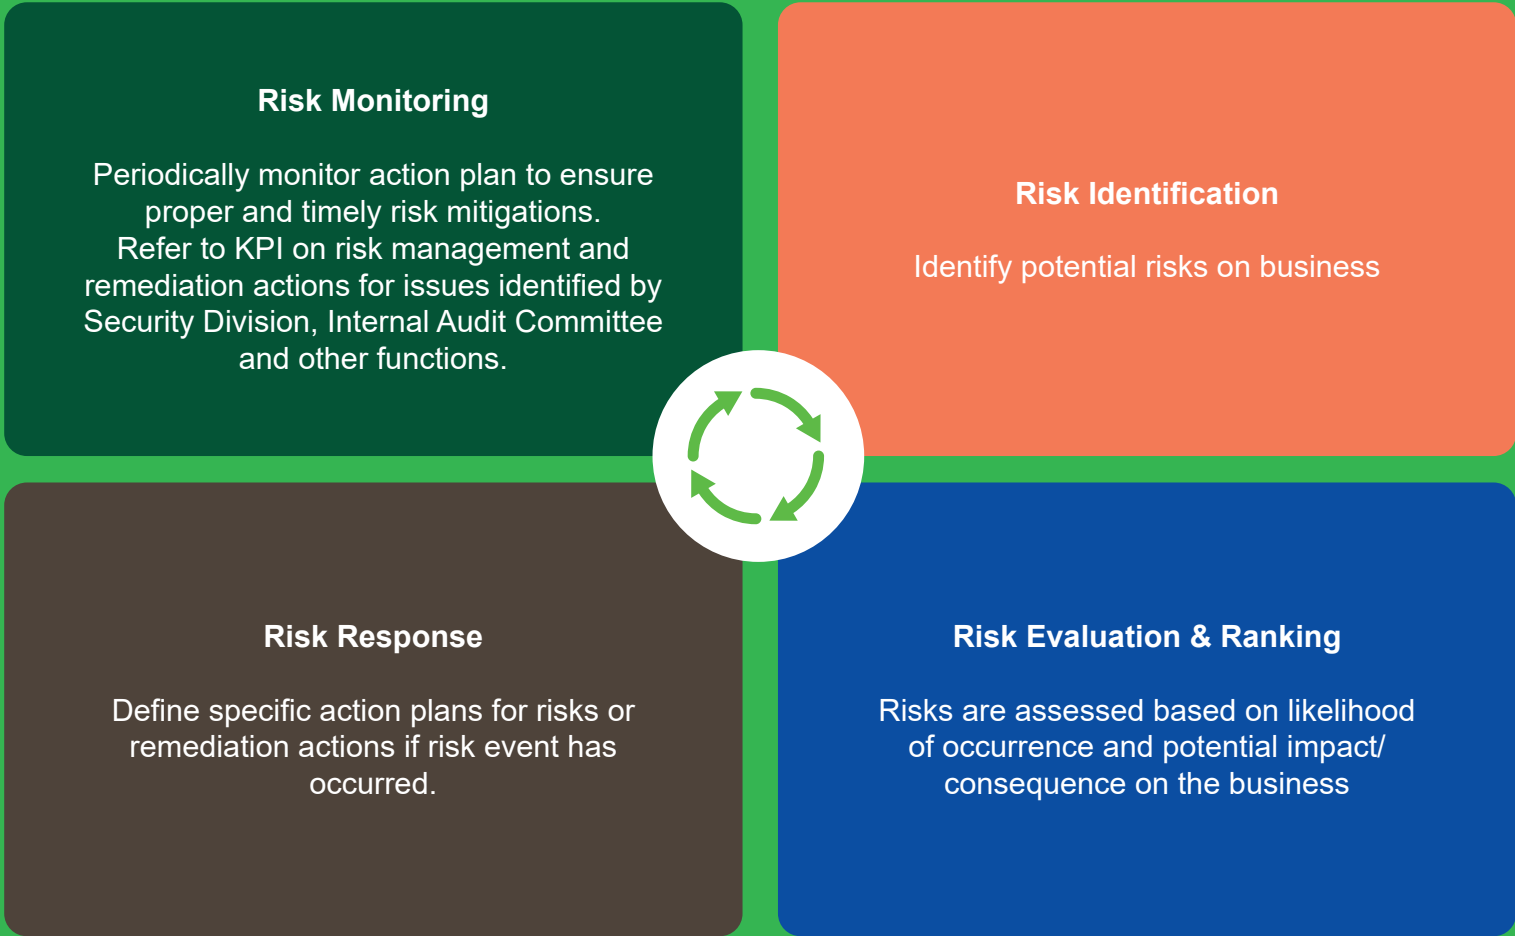 Risk Monitoring
Periodically monitor action plan to ensure
proper and timely risk mitigations.
Refer to KPI on risk management and
remediation actions for issues identified by
Security Division, Internal Audit Committee
and other functions.
Risk Identification
Identify potential risks on business
Risk Response
Define specific action plans for risks or
remediation actions if risk event has
occurred.
Risk Evaluation & Ranking
Risks are assessed based on likelihood
of occurrence and potential impact/
consequence on the business